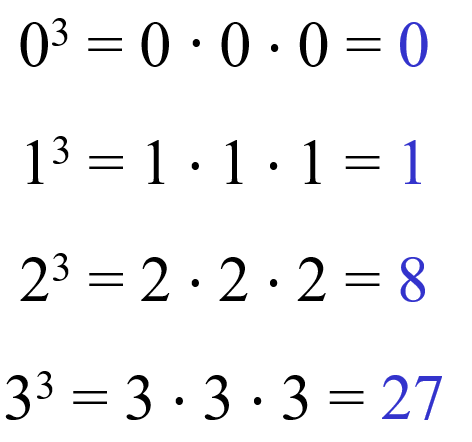 0³ = 0 · 0 · 0 = 0
1³ = 1 · 1 · 1 = 1
2³ = 2 · 2 · 2 = 8
3³ = 3 · 3 · 3 = 27